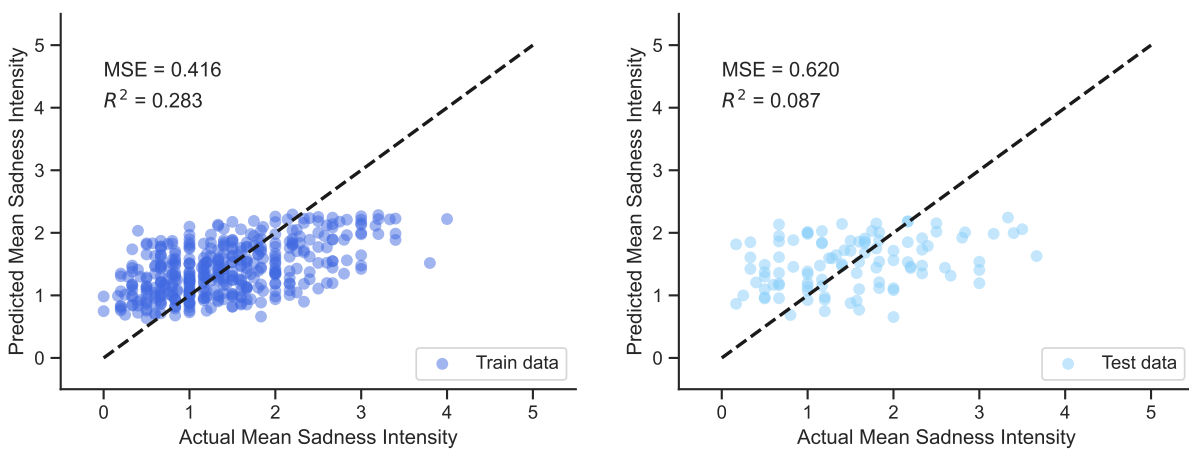 MSE = 0.416
R² = 0.283
Predicted Mean Sadness Intensity
5
4
3
2
1
0
0 1 2 3 4 5
Actual Mean Sadness Intensity
Train data
MSE = 0.620
R² = 0.087
Predicted Mean Sadness Intensity
5
4
3
2
1
0
0 1 2 3 4 5
Actual Mean Sadness Intensity
Test data